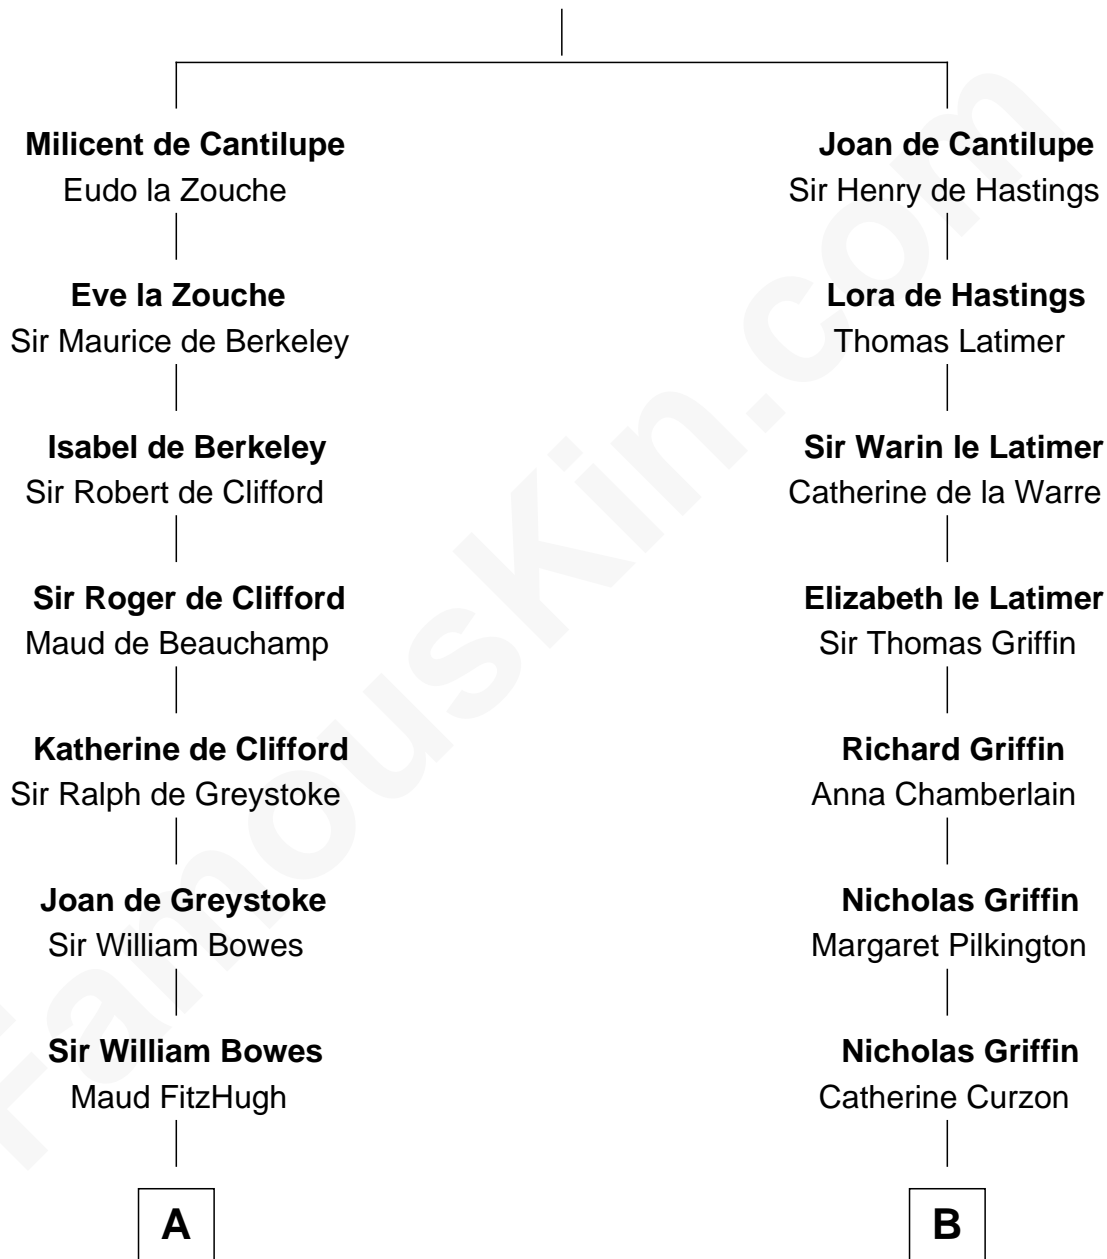 Milicent de Cantilupe
Eudo la Zouche
Joan de Cantilupe
Sir Henry de Hastings
Eve la Zouche
Sir Maurice de Berkeley
Lora de Hastings
Thomas Latimer
Isabel de Berkeley
Sir Robert de Clifford
Sir Warin le Latimer
Catherine de la Warre
Sir Roger de Clifford
Maud de Beauchamp
Elizabeth le Latimer
Sir Thomas Griffin
Katherine de Clifford
Sir Ralph de Greystoke
Richard Griffin
Anna Chamberlain
Joan de Greystoke
Sir William Bowes
Nicholas Griffin
Margaret Pilkington
Sir William Bowes
Maud FitzHugh
Nicholas Griffin
Catherine Curzon
A
B
FamousKin.com